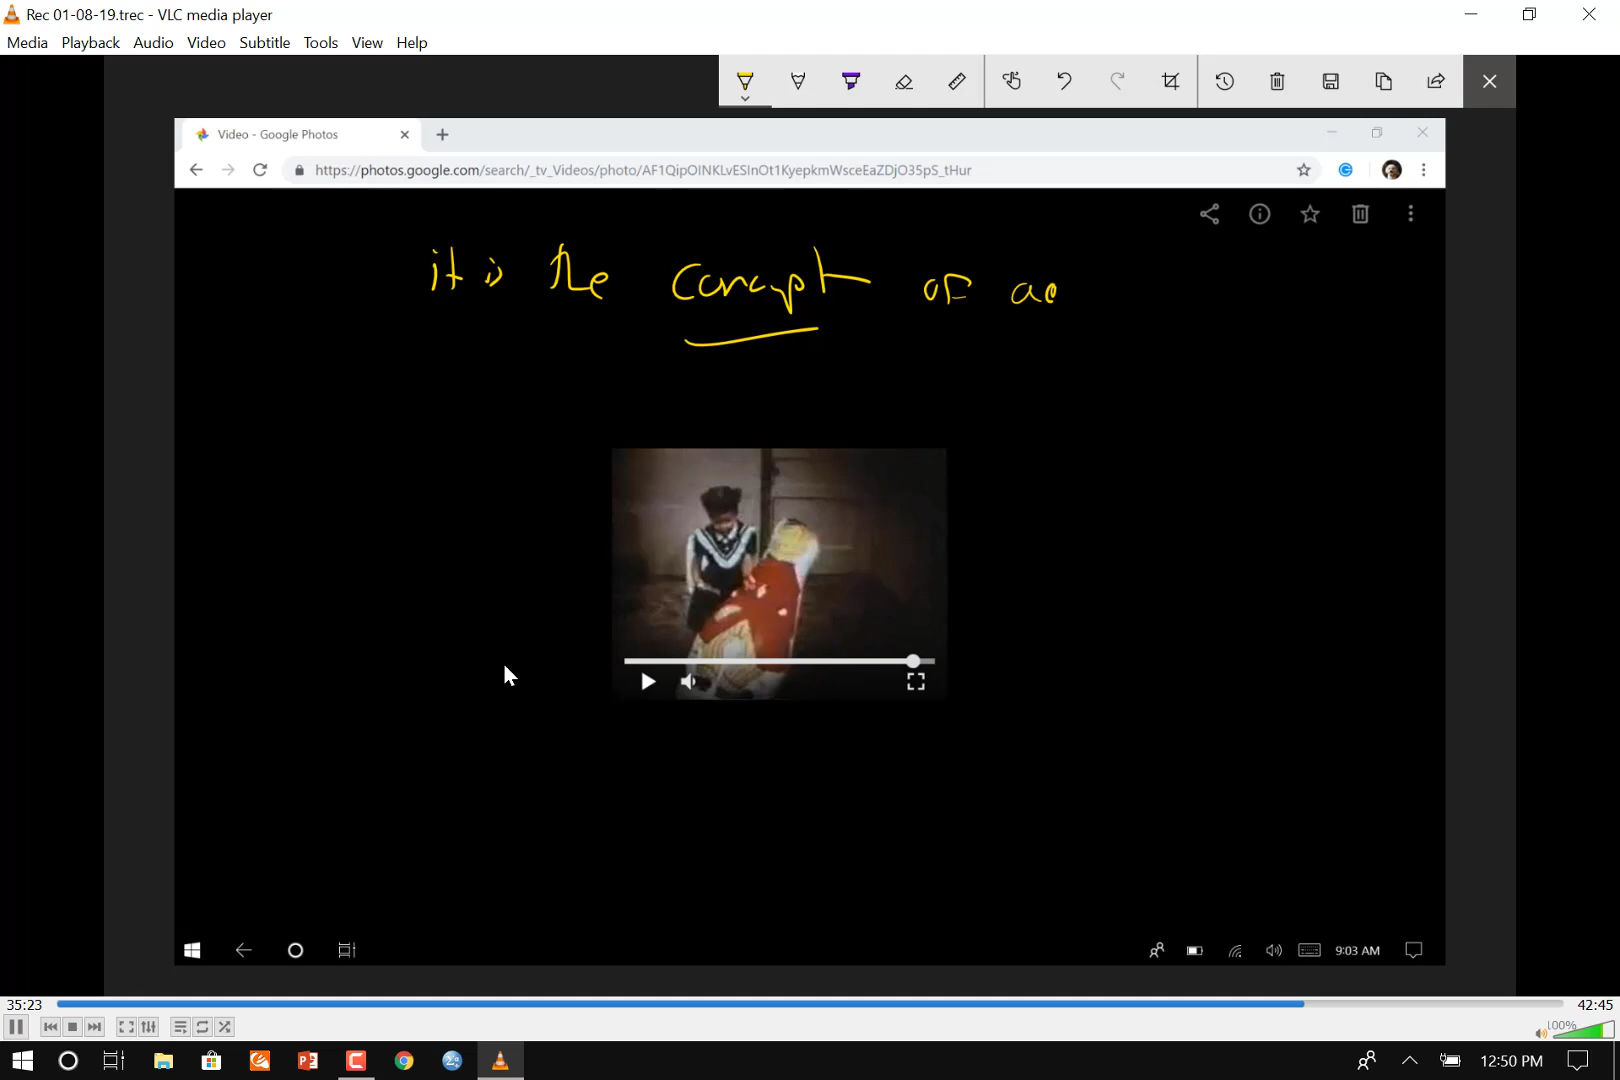 Rec 01-08-19.trec - VLC media player
Media Playback Audio Video Subtitle Tools View Help
Video - Google Photos
https://photos.google.com/search/_tv_Videos/photo/AF1QipOINKLvESInOt1KyepkmWsceEaZDjO35pS_tHur
it is the concept of ao
9:03 AM
35:23 42:45
100%
12:50 PM